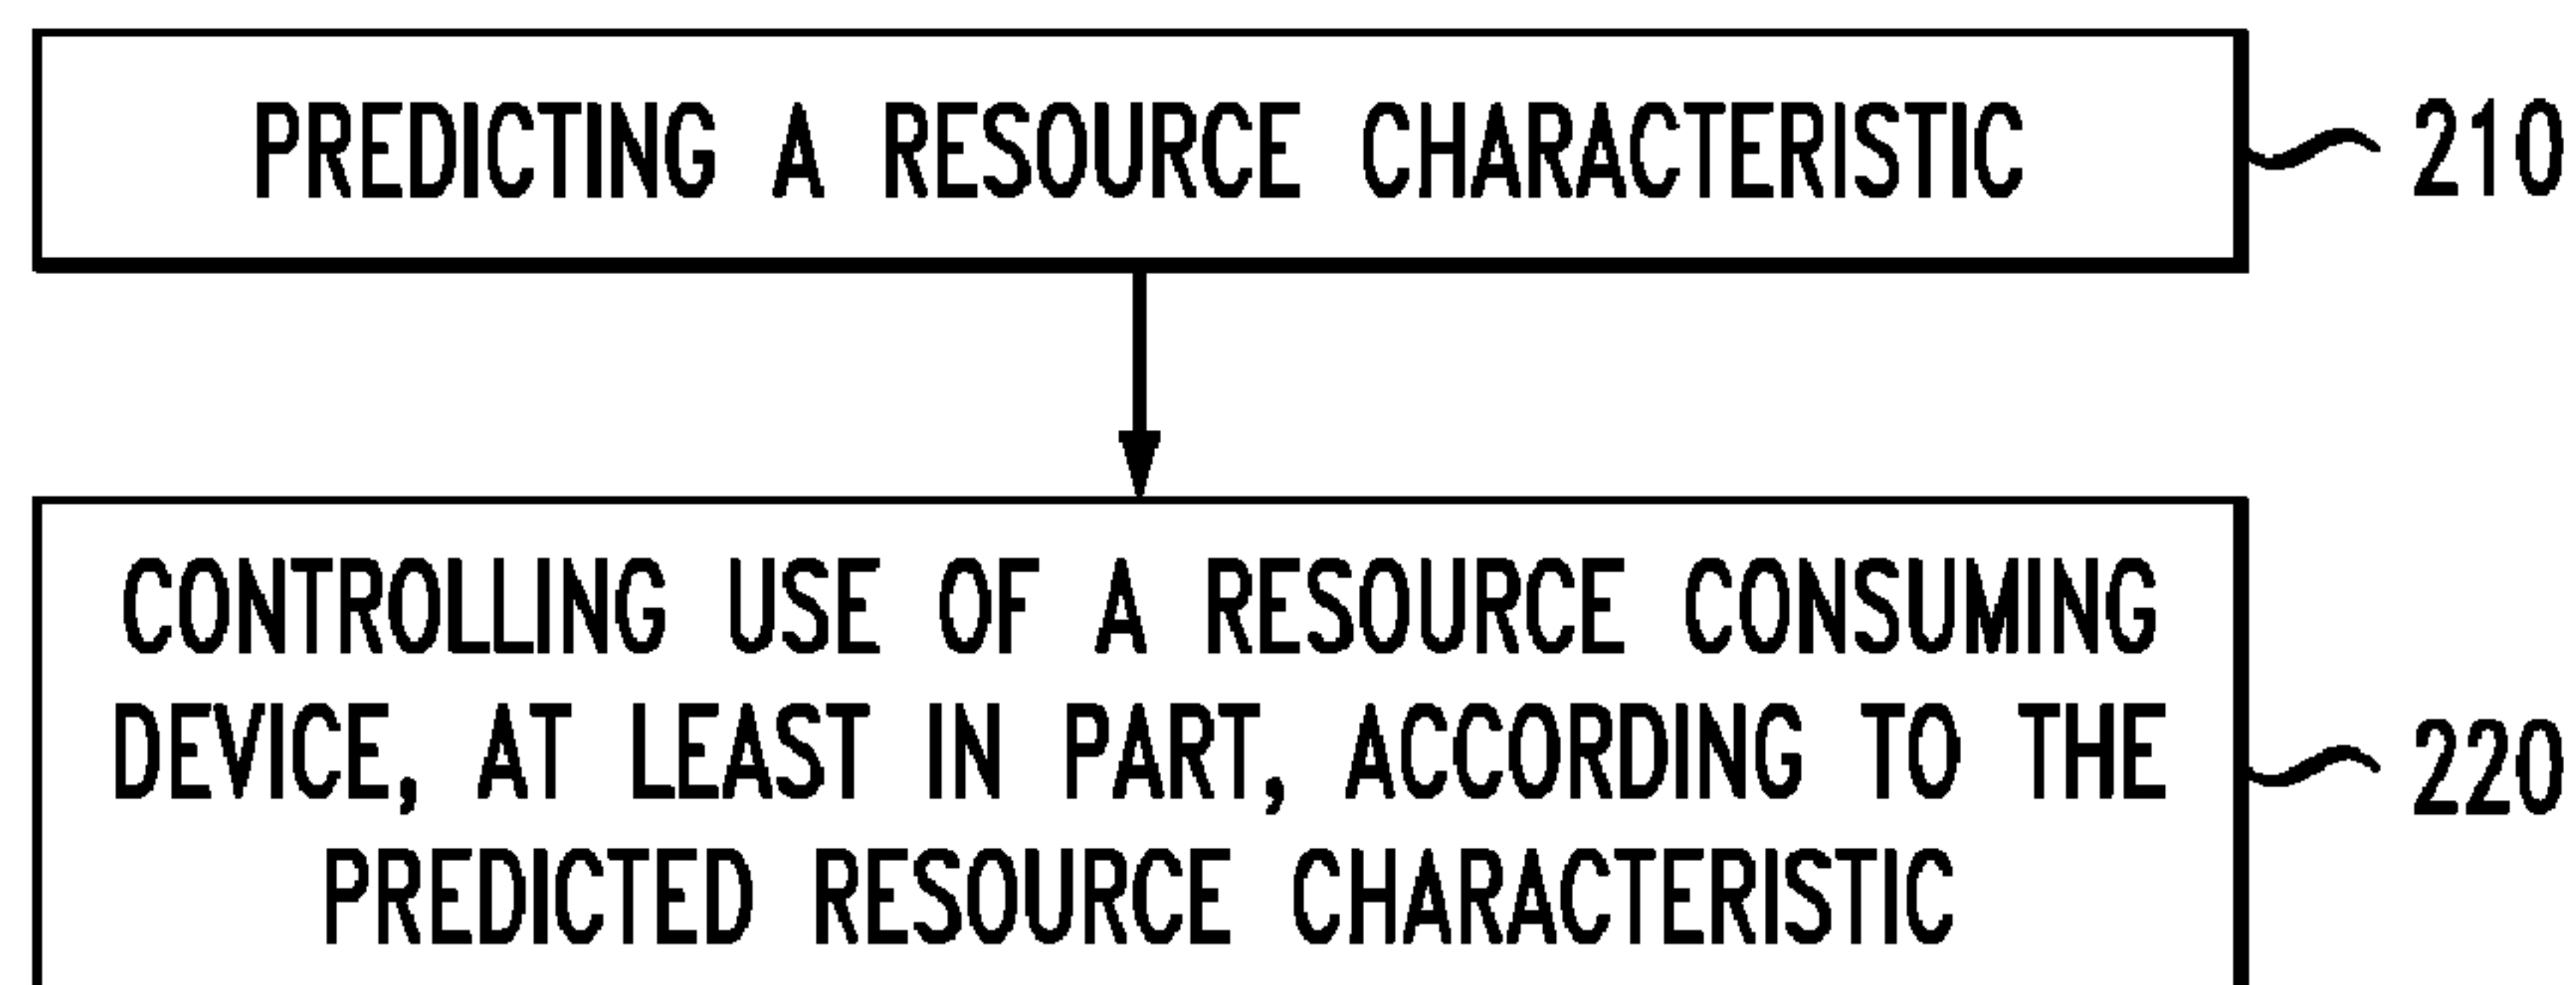 PREDICTING A RESOURCE CHARACTERISTIC
210
CONTROLLING USE OF A RESOURCE CONSUMING
DEVICE, AT LEAST IN PART, ACCORDING TO THE
PREDICTED RESOURCE CHARACTERISTIC
220